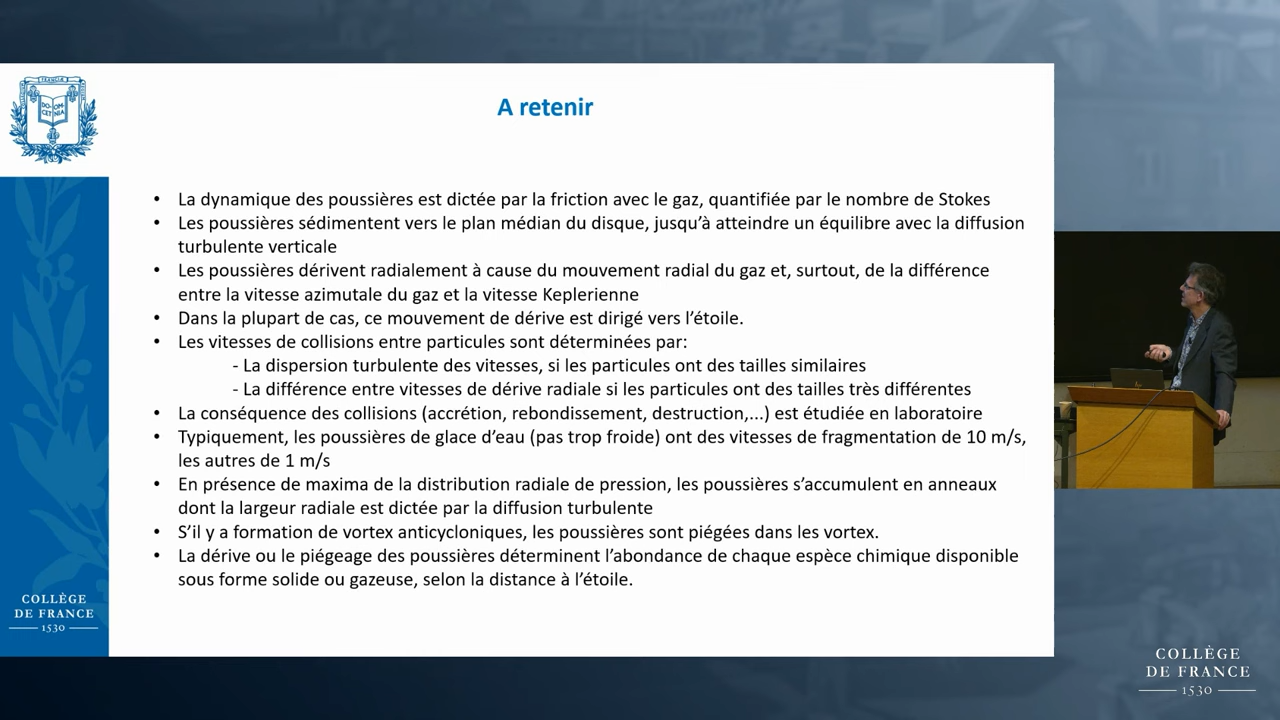 A retenir
• La dynamique des poussières est dictée par la friction avec le gaz, quantifiée par le nombre de Stokes
• Les poussières sédimentent vers le plan médian du disque, jusqu'à atteindre un équilibre avec la diffusion
turbulente verticale
• Les poussières dérivent radialement à cause du mouvement radial du gaz et, surtout, de la différence
entre la vitesse azimutale du gaz et la vitesse Keplerienne
• Dans la plupart de cas, ce mouvement de dérive est dirigé vers l'étoile.
• Les vitesses de collisions entre particules sont déterminées par:
- La dispersion turbulente des vitesses, si les particules ont des tailles similaires
- La différence entre vitesses de dérive radiale si les particules ont des tailles très différentes
• La conséquence des collisions (accrétion, rebondissement, destruction,...) est étudiée en laboratoire
• Typiquement, les poussières de glace d'eau (pas trop froide) ont des vitesses de fragmentation de 10 m/s,
les autres de 1 m/s
• En présence de maxima de la distribution radiale de pression, les poussières s'accumulent en anneaux
dont la largeur radiale est dictée par la diffusion turbulente
• S'il y a formation de vortex anticycloniques, les poussières sont piégées dans les vortex.
• La dérive ou le piégeage des poussières déterminent l'abondance de chaque espèce chimique disponible
sous forme solide ou gazeuse, selon la distance à l'étoile.
COLLÈGE
DE FRANCE
1530
COLLÈGE
DE FRANCE
1530